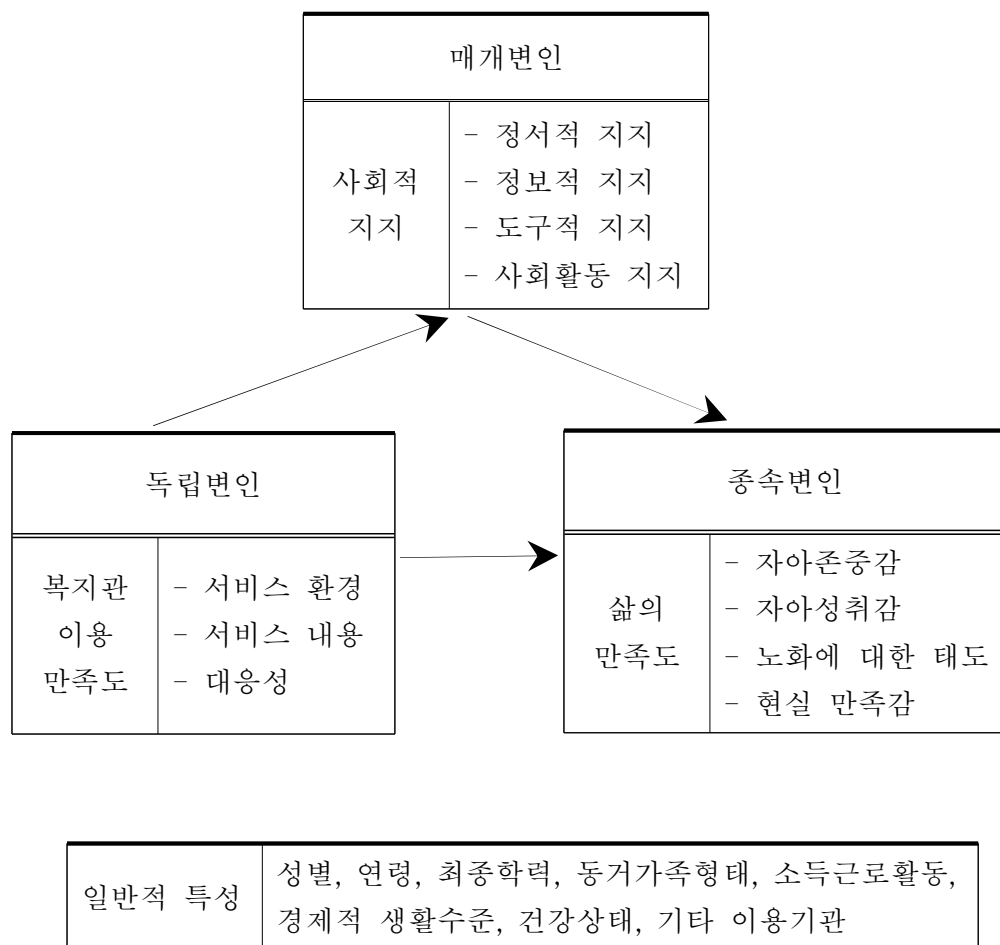 매개변인
사회적
지지
- 정서적 지지
- 정보적 지지
- 도구적 지지
- 사회활동 지지
독립변인
복지관
이용
만족도
- 서비스 환경
- 서비스 내용
- 대응성
종속변인
삶의
만족도
- 자아존중감
- 자아성취감
- 노화에 대한 태도
- 현실 만족감
일반적 특성
성별, 연령, 최종학력, 동거가족형태, 소득근로활동,
경제적 생활수준, 건강상태, 기타 이용기관